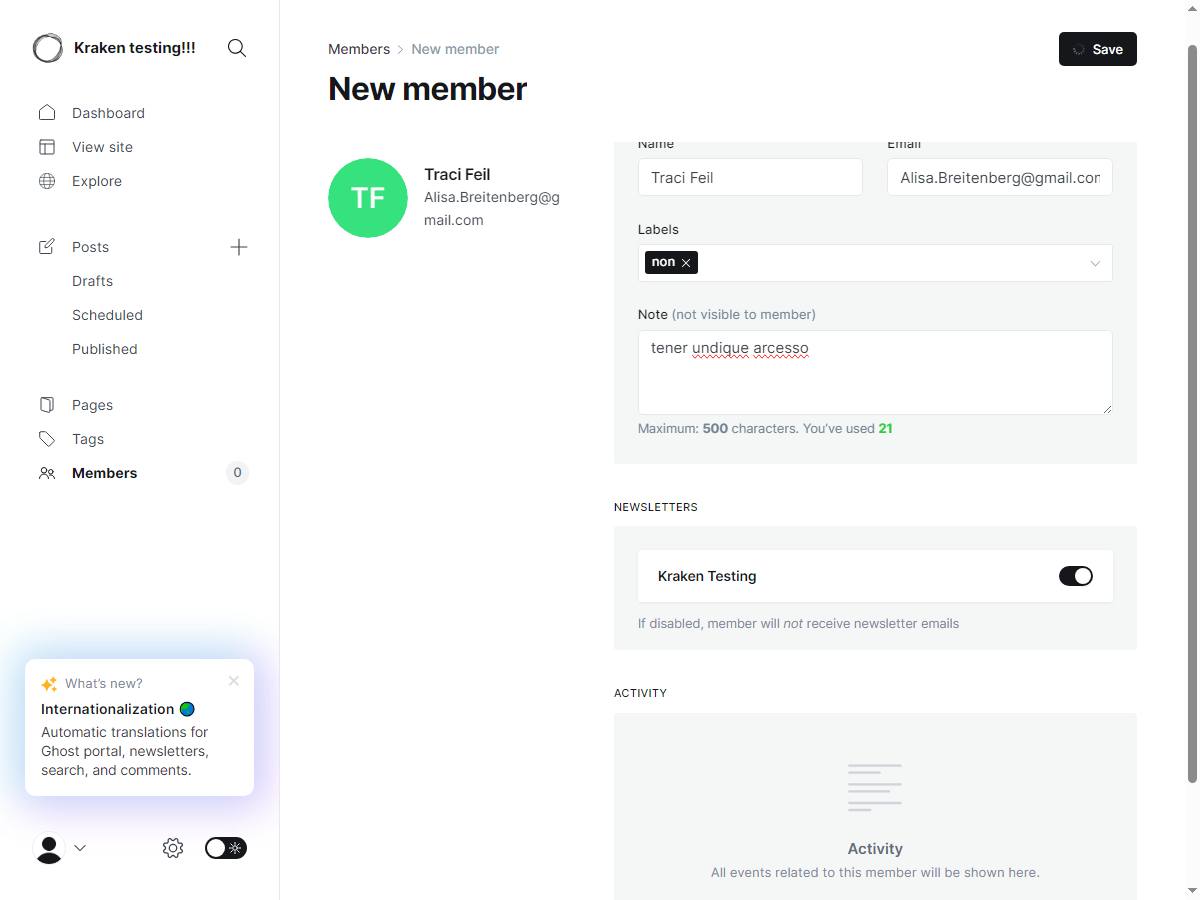 Kraken testing!!!
Dashboard
View site
Explore
Posts
Drafts
Scheduled
Published
Pages
Tags
Members 0
What's new?
Internationalization
Automatic translations for
Ghost portal, newsletters,
search, and comments.
Members New member
Save
New member
TF
Traci Feil
Alisa.Breitenberg@g
mail.com
Name Email
Traci Feil Alisa.Breitenberg@gmail.con
Labels
non
Note (not visible to member)
tener undique arcesso
Maximum: 500 characters. You've used 21
NEWSLETTERS
Kraken Testing
If disabled, member will not receive newsletter emails
ACTIVITY
Activity
All events related to this member will be shown here.